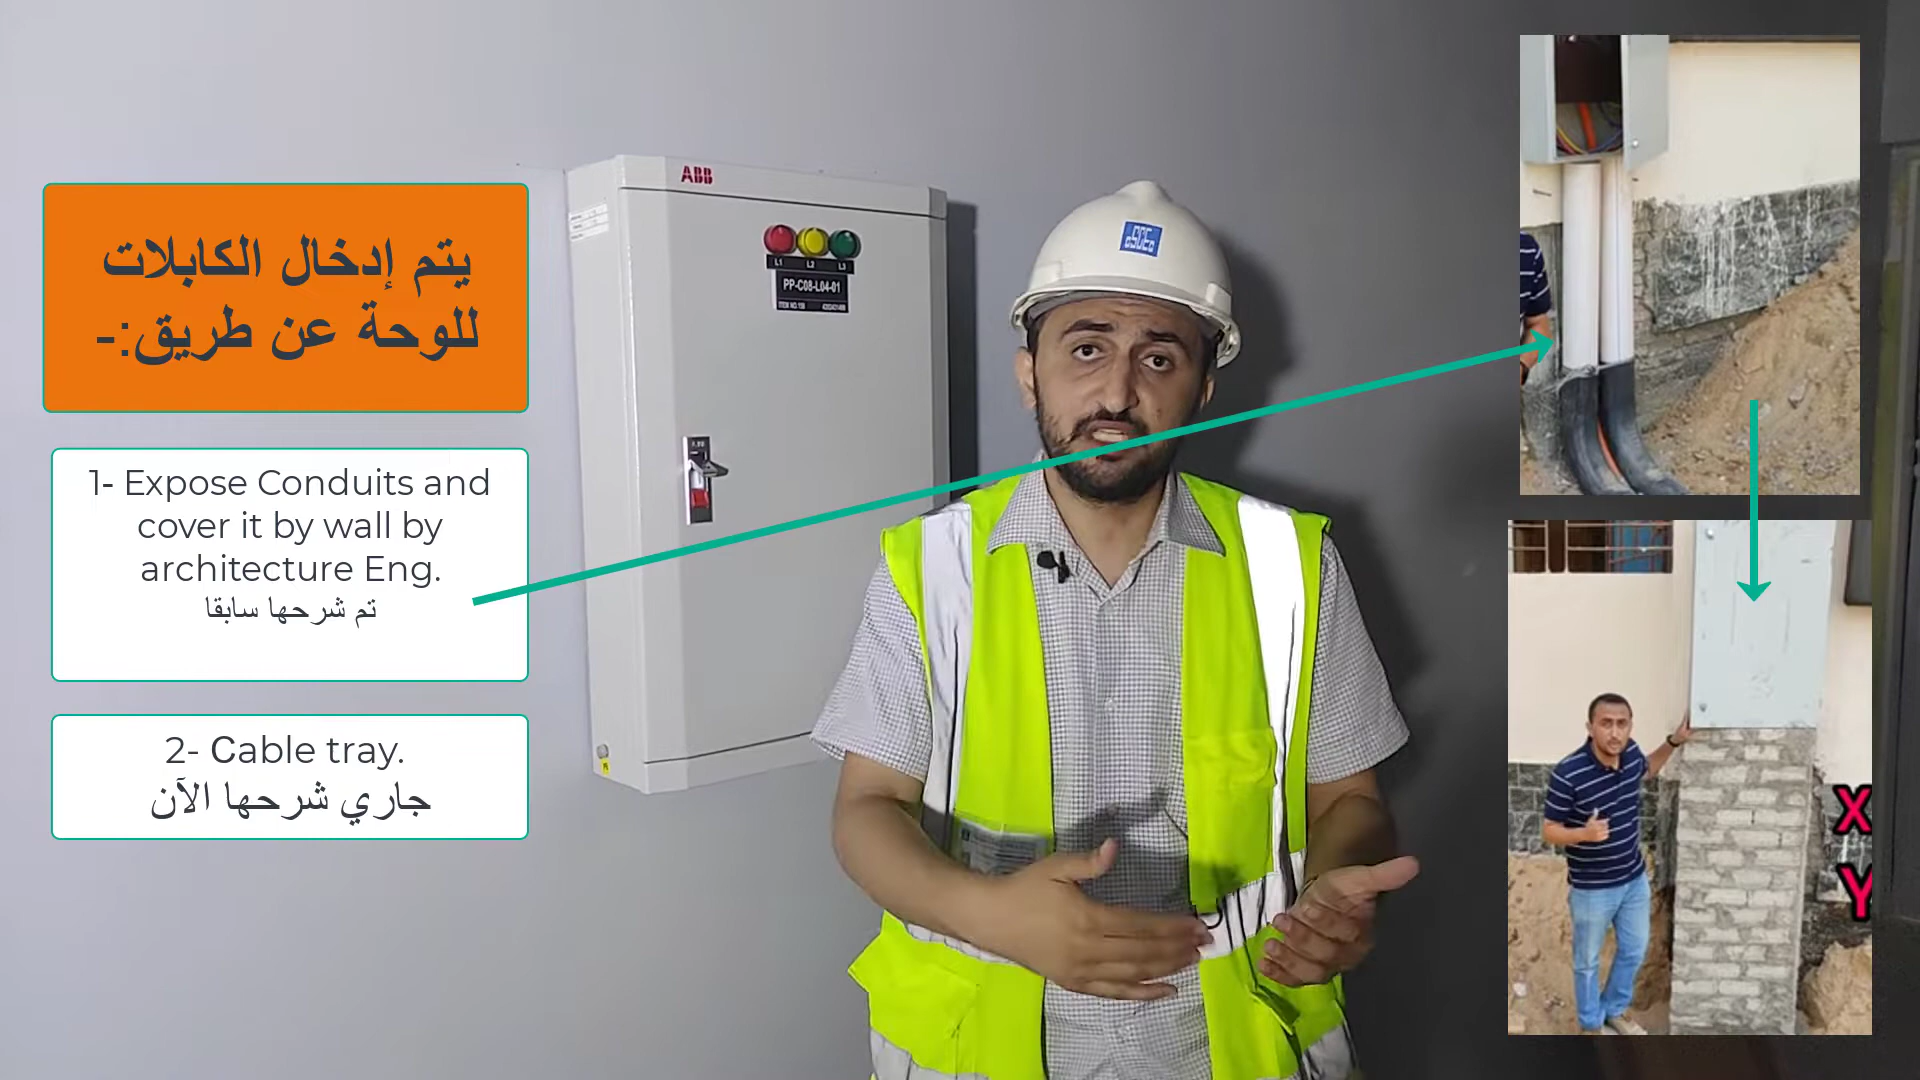 يتم إدخال الكابلات
للوحة عن طريق:-
1- Expose Conduits and
cover it by wall by
architecture Eng.
تم شرحها سابقا
2- Cable tray.
جاري شرحها الآن
ABB
L1 L2 L3
PP-C08-L04-01
X
Y